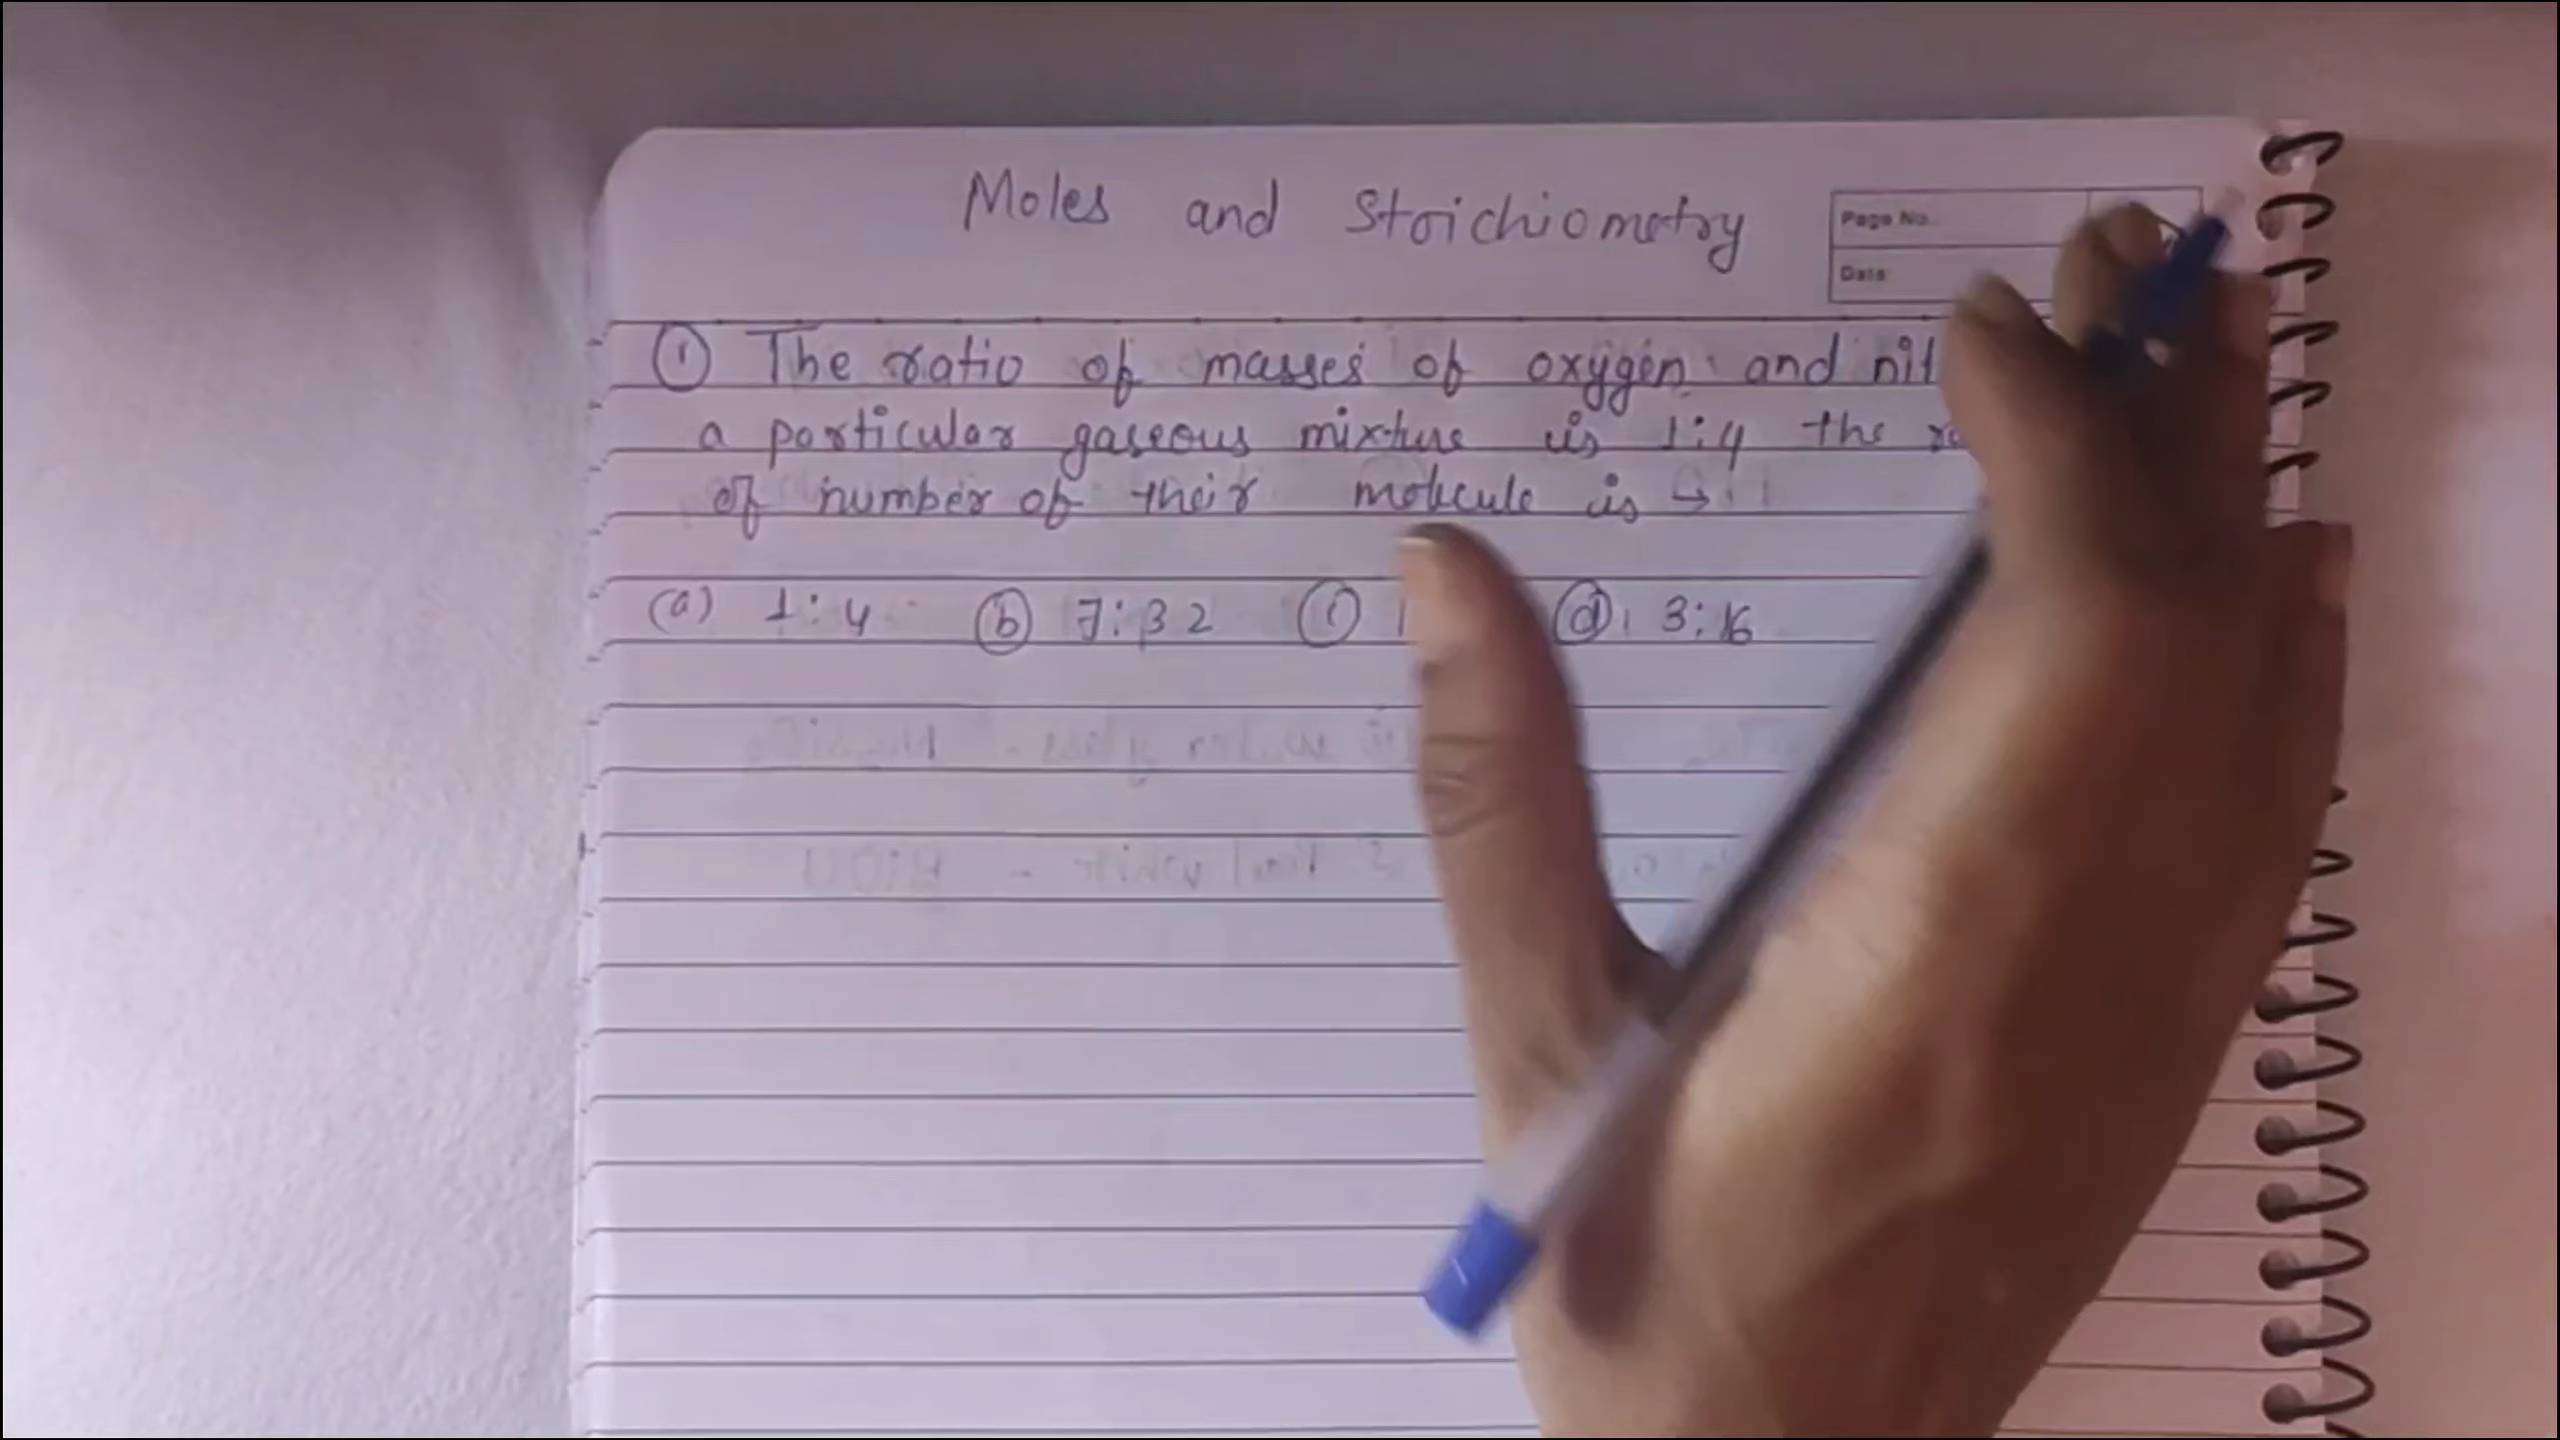 Moles and Stoichiometry
Page No.
Date
① The ratio of masses of oxygen and
a particular gaseous mixture is 1:4 the
of number of their molecule is →
(a) 1:4 ⓑ 7:32 ⓓ 3:16